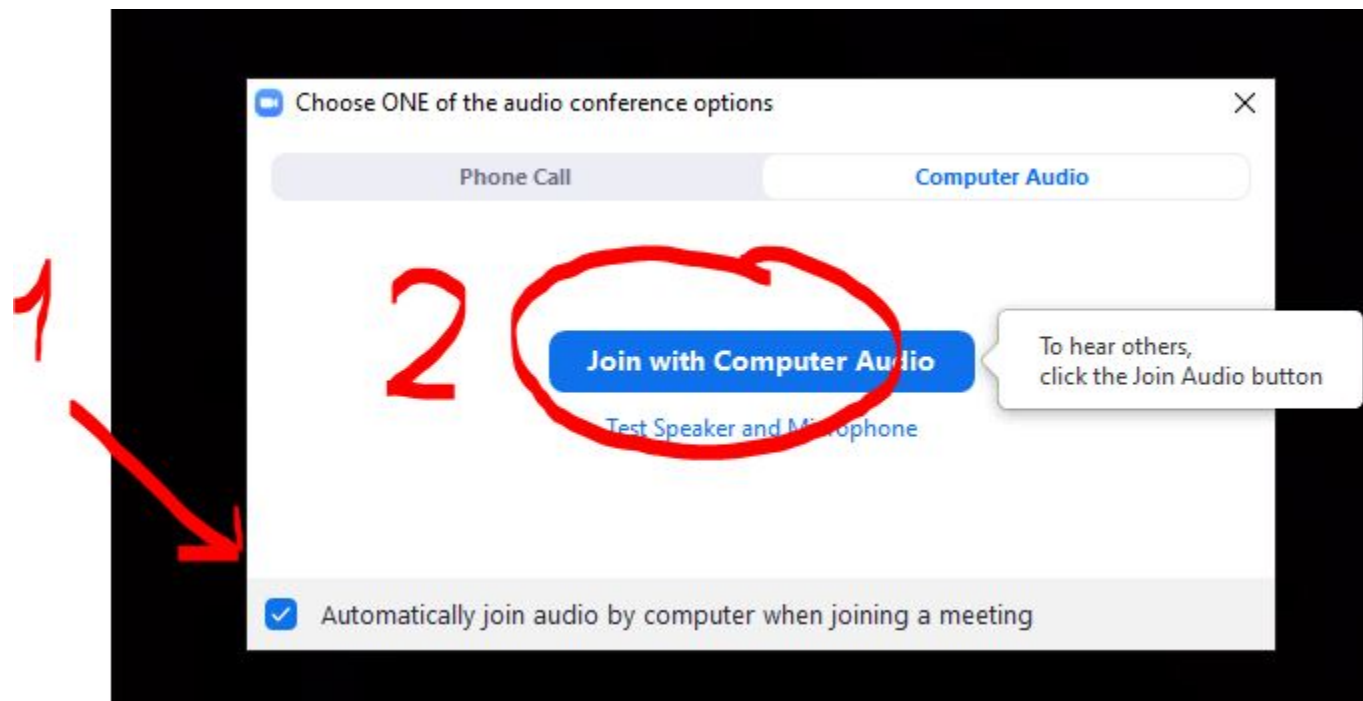 Choose ONE of the audio conference options
Phone Call Computer Audio
1
2
Join with Computer Audio
To hear others,
click the Join Audio button
Test Speaker and Microphone
Automatically join audio by computer when joining a meeting